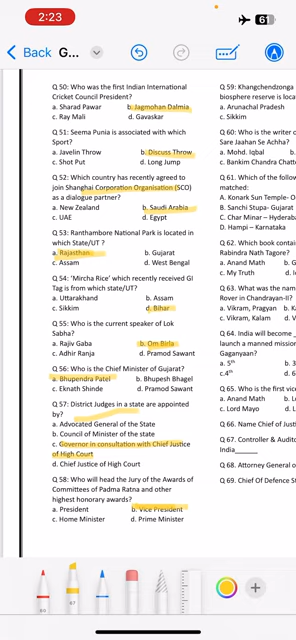 2:23
61
Back
G...
Q 50: Who was the first Indian International
Cricket Council President?
a. Sharad Pawar b. Jagmohan Dalmia
c. Ray Mali d. Gavaskar
Q 51: Seema Punia is associated with which
Sport?
a. Javelin Throw b. Discuss Throw
c. Shot Put d. Long Jump
Q 52: Which country has recently agreed to
join Shanghai Corporation Organisation (SCO)
as a dialogue partner?
a. New Zealand b. Saudi Arabia
c. UAE d. Egypt
Q 53: Ranthambore National Park is located in
which State/UT ?
a. Rajasthan b. Gujarat
c. Assam d. West Bengal
Q 54: 'Mircha Rice' which recently received GI
Tag is from which state/UT?
a. Uttarakhand b. Assam
c. Sikkim d. Bihar
Q 55: Who is the current speaker of Lok
Sabha?
a. Rajiv Gaba b. Om Birla
c. Adhir Ranja d. Pramod Sawant
Q 56: Who is the Chief Minister of Gujarat?
a. Bhupendra Patel b. Bhupesh Bhagel
c. Eknath Shinde d. Pramod Sawant
Q 57: District Judges in a state are appointed
by?
a. Advocated General of the State
b. Council of Minister of the state
c. Governor in consultation with Chief Justice
of High Court
d. Chief Justice of High Court
Q 58: Who will head the Jury of the Awards of
Committees of Padma Ratna and other
highest honorary awards?
a. President b. Vice President
c. Home Minister d. Prime Minister
Q 59: Khangchendzonga
biosphere reserve is loca
a. Arunachal Pradesh
c. Sikkim
Q 60: Who is the writer o
Sare Jaahan Se Achha?
a. Mohd. Iqbal b.
c. Bankim Chandra Chatt
Q 61: Which of the follow
matched:
A. Konark Sun Temple- O
B. Sanchi Stupa- Gujarat
C. Char Minar – Hyderab
D. Hampi – Karnataka
Q 62: Which book contain
Rabindra Nath Tagore?
a. Anand Math b. G
c. My Truth d.
Q 63: What was the nam
Rover in Chandrayan-II?
a. Vikram, Pragyan b.
c. Vikram, Kalam d. V
Q 64: India will become
launch a manned mission
Gaganyaan?
a. 5th b. 3
c.4th d. 6
Q 65: Who is the first vice
a. Anand Math b. L
c. Lord Mayo d. L
Q 66: Name Chief of Just
Q 67: Controller & Audito
India
Q 68: Attorney General o
Q 69: Chief Of Defence St
67